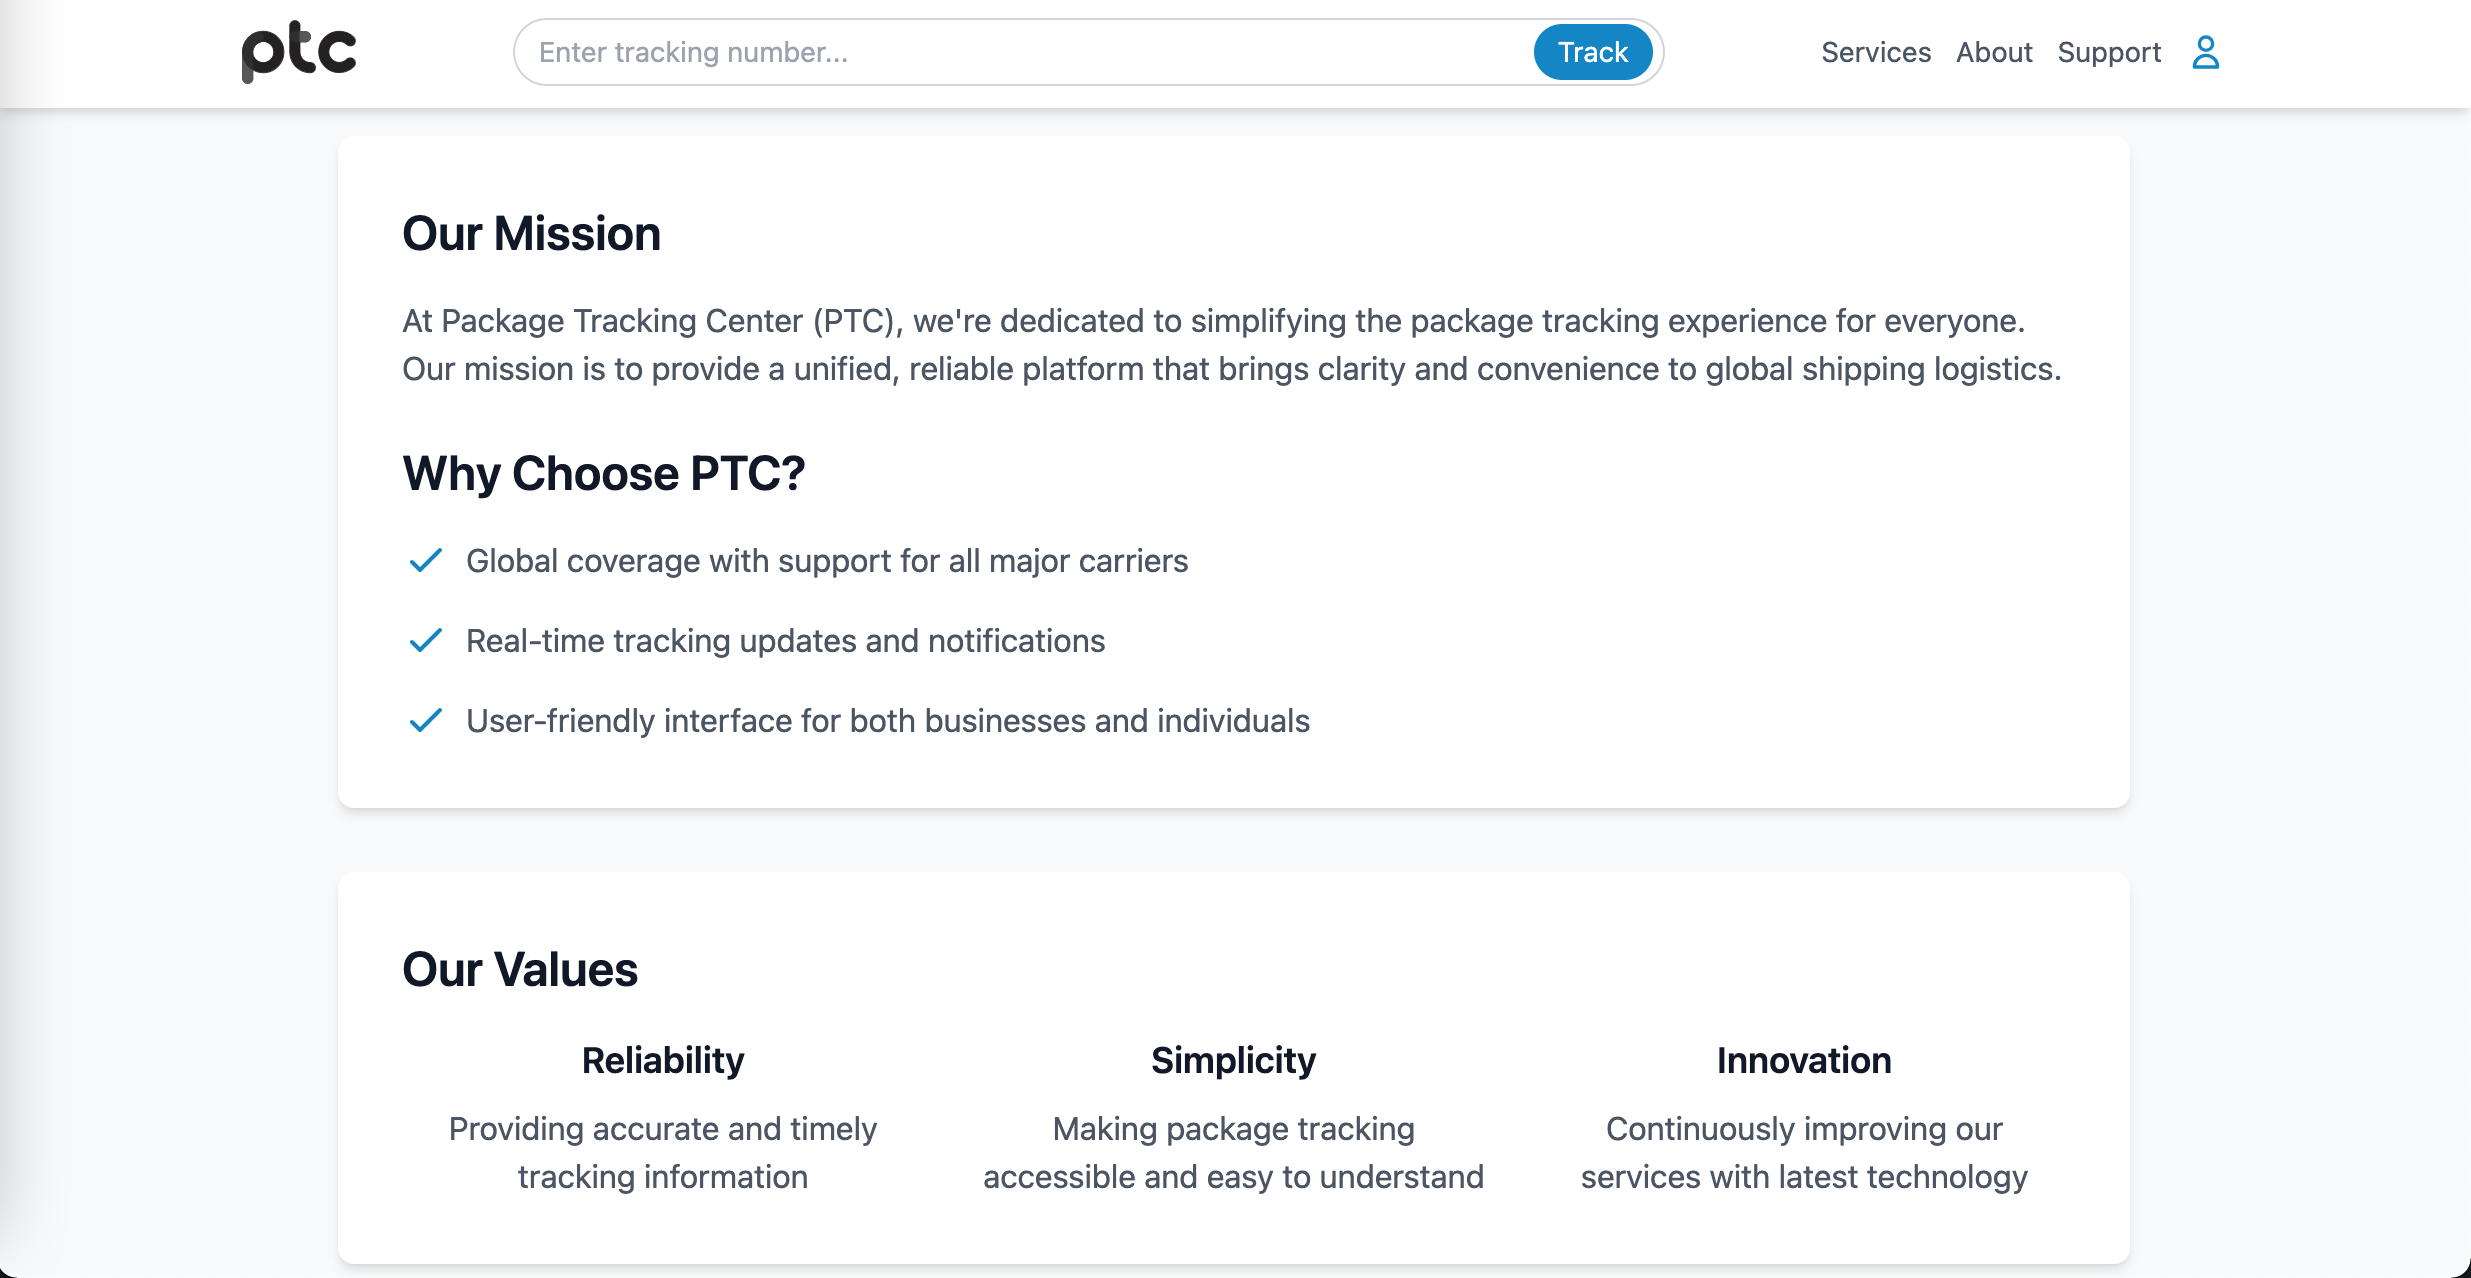 ptc
Enter tracking number...
Track
Services
About
Support
Our Mission
At Package Tracking Center (PTC), we're dedicated to simplifying the package tracking experience for everyone.
Our mission is to provide a unified, reliable platform that brings clarity and convenience to global shipping logistics.
Why Choose PTC?
Global coverage with support for all major carriers
Real-time tracking updates and notifications
User-friendly interface for both businesses and individuals
Our Values
Reliability
Providing accurate and timely
tracking information
Simplicity
Making package tracking
accessible and easy to understand
Innovation
Continuously improving our
services with latest technology